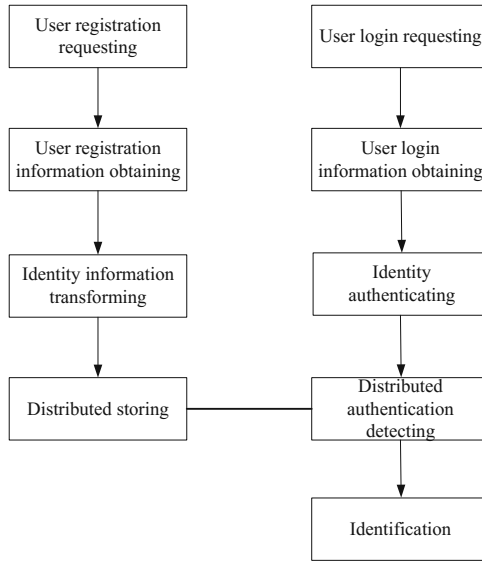 User registration
requesting
User login requesting
User registration
information obtaining
User login
information obtaining
Identity information
transforming
Identity
authenticating
Distributed storing
Distributed
authentication
detecting
Identification